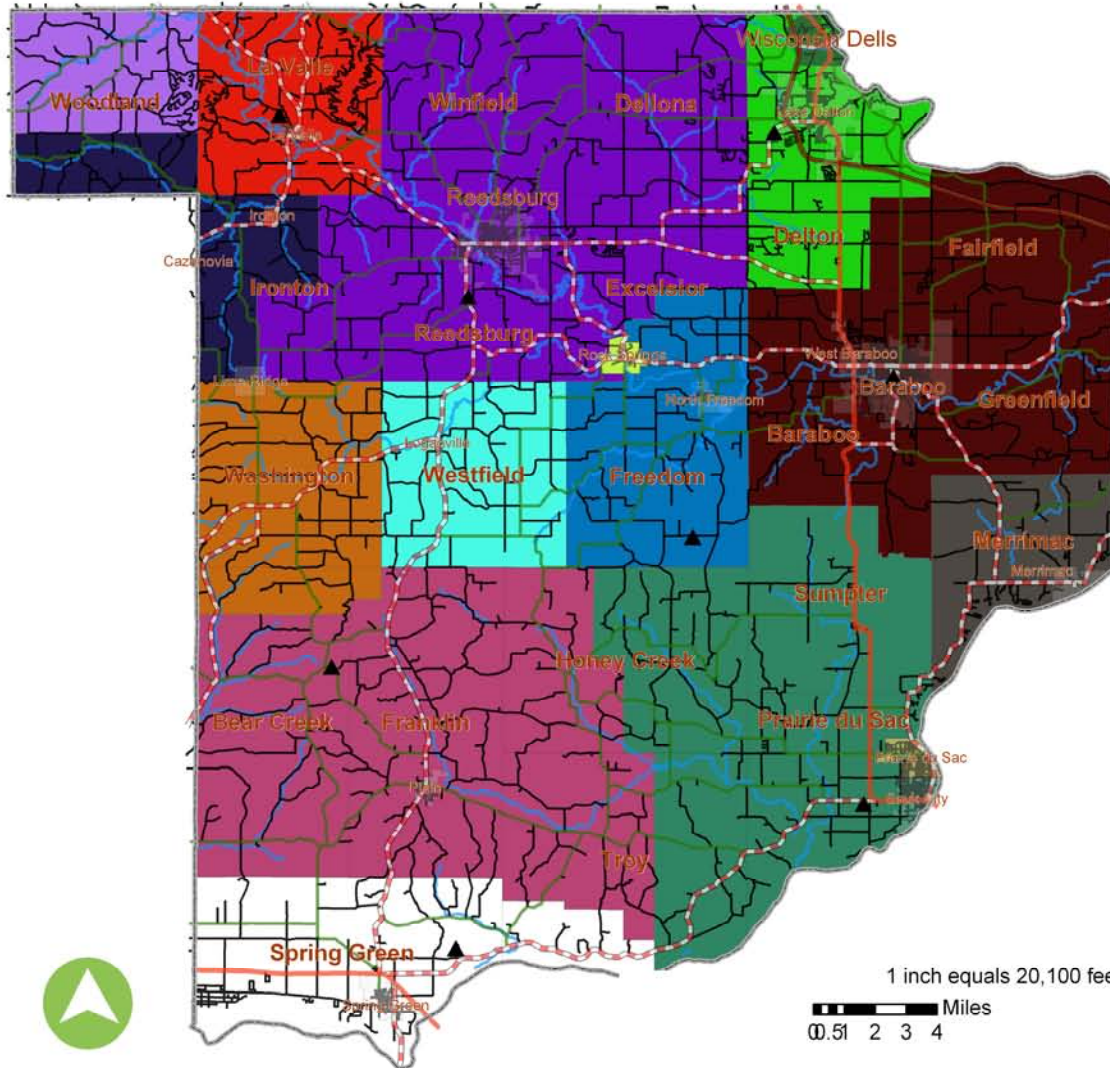 Wisconsin Dells
La Valle
Woodland
Winfield
Dellona
Lake Delton
Reedsburg
Ironton
Delton
Fairfield
Cazenovia
Ironton
Excelsior
Reedsburg
Rock Springs
West Baraboo
Lime Ridge
North Freedom
Baraboo
Greenfield
Baraboo
Loganville
Washington
Westfield
Freedom
Merrimac
Merrimac
Sumpter
Honey Creek
Bear Creek
Franklin
Prairie du Sac
Prairie du Sac
Plain
Sauk City
Troy
Spring Green
Spring Green
1 inch equals 20,100 fee
Miles
0 0.5 1 2 3 4